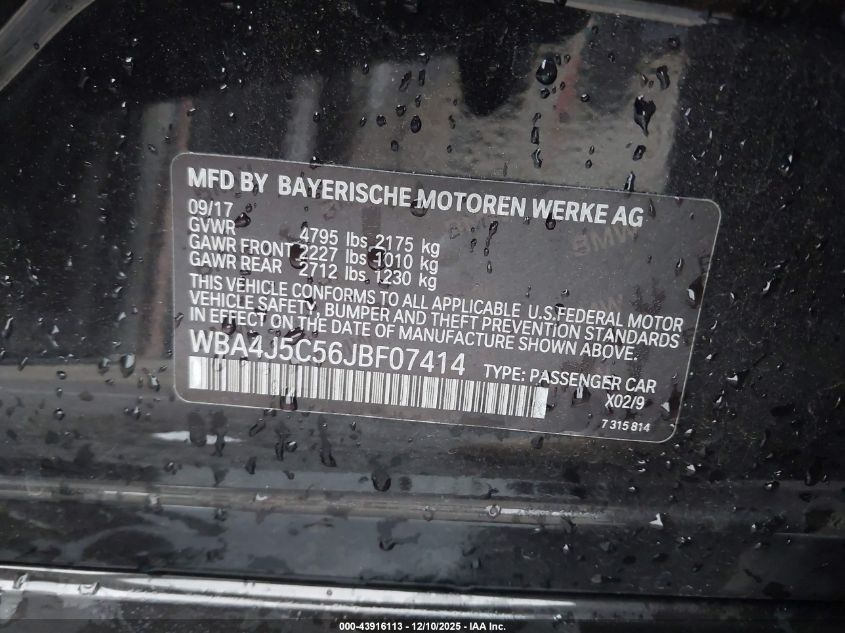 MFD BY BAYERISCHE MOTOREN WERKE AG
09/17
GVWR 4795 lbs 2175 kg
GAWR FRONT 2227 lbs 1010 kg
GAWR REAR 2712 lbs 1230 kg
THIS VEHICLE CONFORMS TO ALL APPLICABLE U.S.FEDERAL MOTOR
VEHICLE SAFETY, BUMPER AND THEFT PREVENTION STANDARDS
IN EFFECT ON THE DATE OF MANUFACTURE SHOWN ABOVE.
WBA4J5C56JBF07414 TYPE: PASSENGER CAR
X02/9
7 315 814
000-43916113 — 12/10/2025 — IAA Inc.